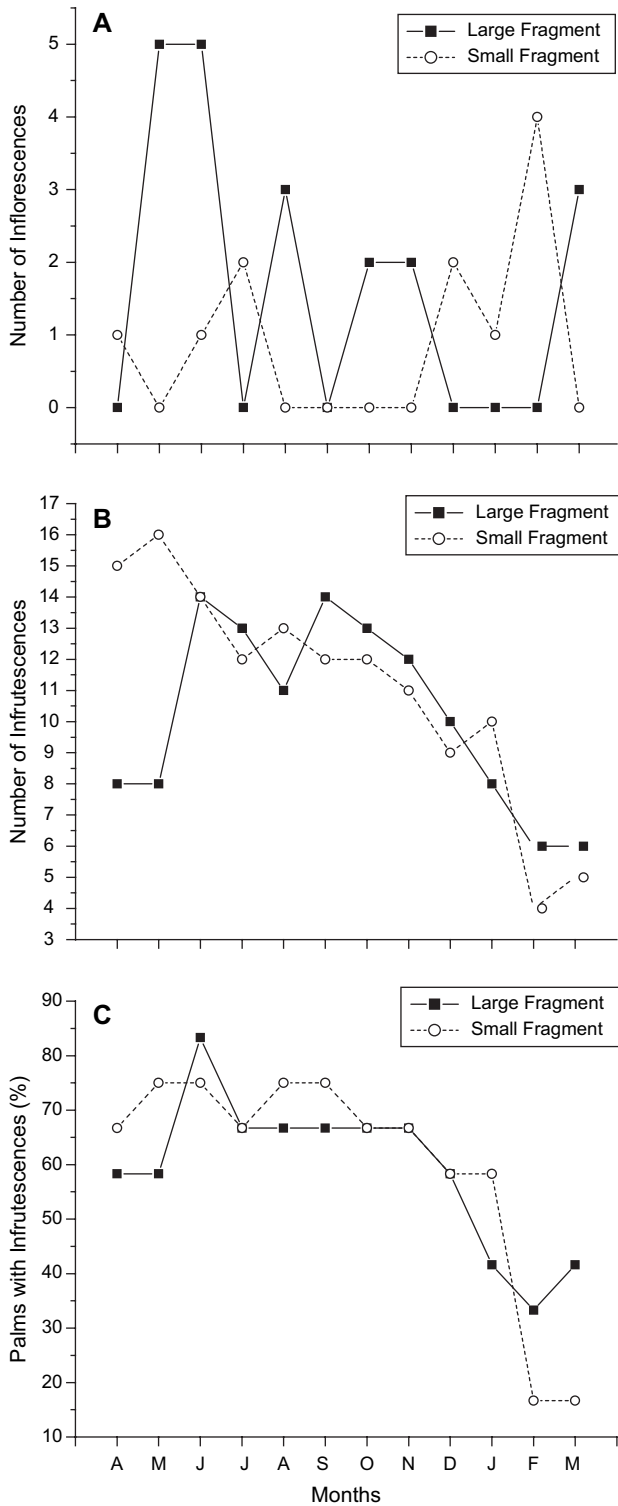 A
Large Fragment
Small Fragment
Number of Inflorescences
5
4
3
2
1
0
B
Large Fragment
Small Fragment
Number of Infrutescences
17
16
15
14
13
12
11
10
9
8
7
6
5
4
3
C
Large Fragment
Small Fragment
Palms with Infrutescences (%)
90
80
70
60
50
40
30
20
10
A M J J A S O N D J F M
Months